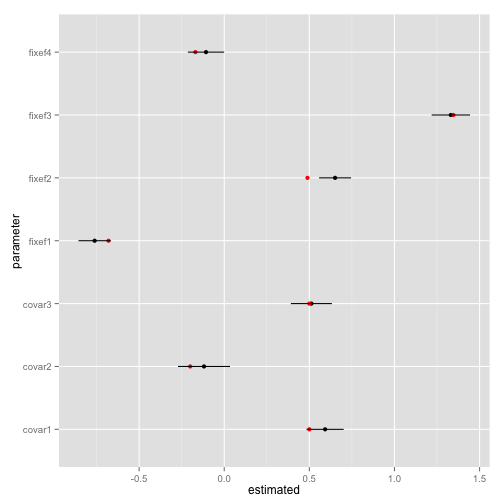 fixef4
fixef3
fixef2
fixef1
covar3
covar2
covar1
parameter
-0.5 0.0 0.5 1.0 1.5
estimated